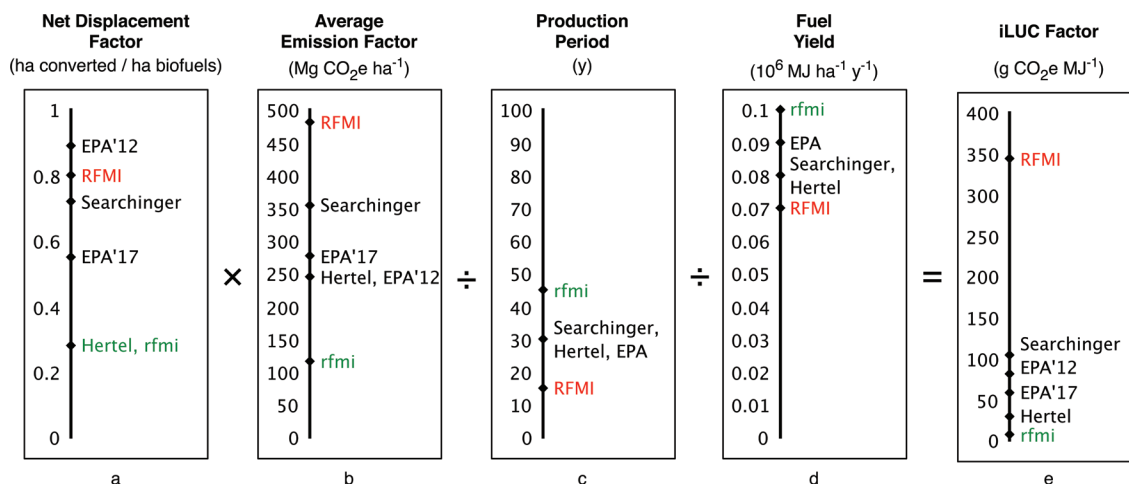 Net Displacement
Factor
(ha converted / ha biofuels)
1
0.8
0.6
0.4
0.2
0
EPA'12
RFMI
Searchinger
EPA'17
Hertel, rfmi
a
×
Average
Emission Factor
(Mg CO₂e ha⁻¹)
500
450
400
350
300
250
200
150
100
50
0
RFMI
Searchinger
EPA'17
Hertel, EPA'12
rfmi
b
÷
Production
Period
(y)
100
90
80
70
60
50
40
30
20
10
0
rfmi
Searchinger,
Hertel, EPA
RFMI
c
÷
Fuel
Yield
(10⁶ MJ ha⁻¹ y⁻¹)
0.1
0.09
0.08
0.07
0.06
0.05
0.04
0.03
0.02
0.01
0
rfmi
EPA
Searchinger,
Hertel
RFMI
d
=
iLUC Factor
(g CO₂e MJ⁻¹)
400
350
300
250
200
150
100
50
0
RFMI
Searchinger
EPA'12
EPA'17
Hertel
rfmi
e